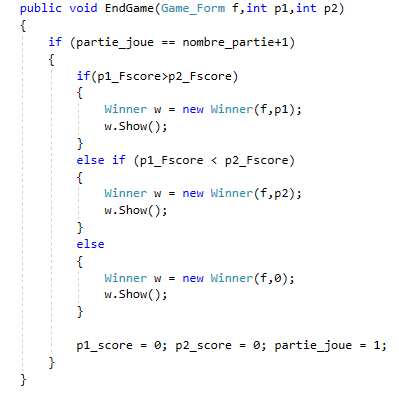 public void EndGame(Game_Form f,int p1,int p2)
{
if (partie_joue == nombre_partie+1)
{
if(p1_Fscore>p2_Fscore)
{
Winner w = new Winner(f,p1);
w.Show();
}
else if (p1_Fscore < p2_Fscore)
{
Winner w = new Winner(f,p2);
w.Show();
}
else
{
Winner w = new Winner(f,0);
w.Show();
}
p1_score = 0; p2_score = 0; partie_joue = 1;
}
}